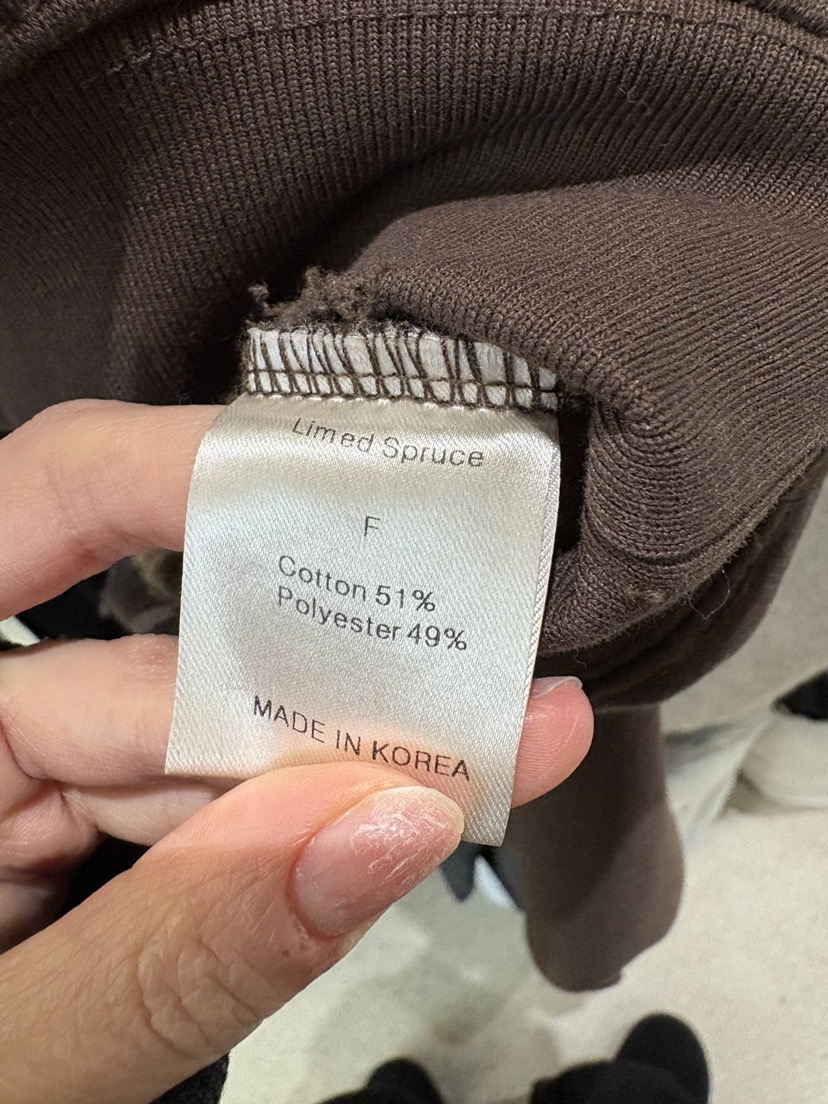 Limed Spruce
F
Cotton 51%
Polyester 49%
MADE IN KOREA